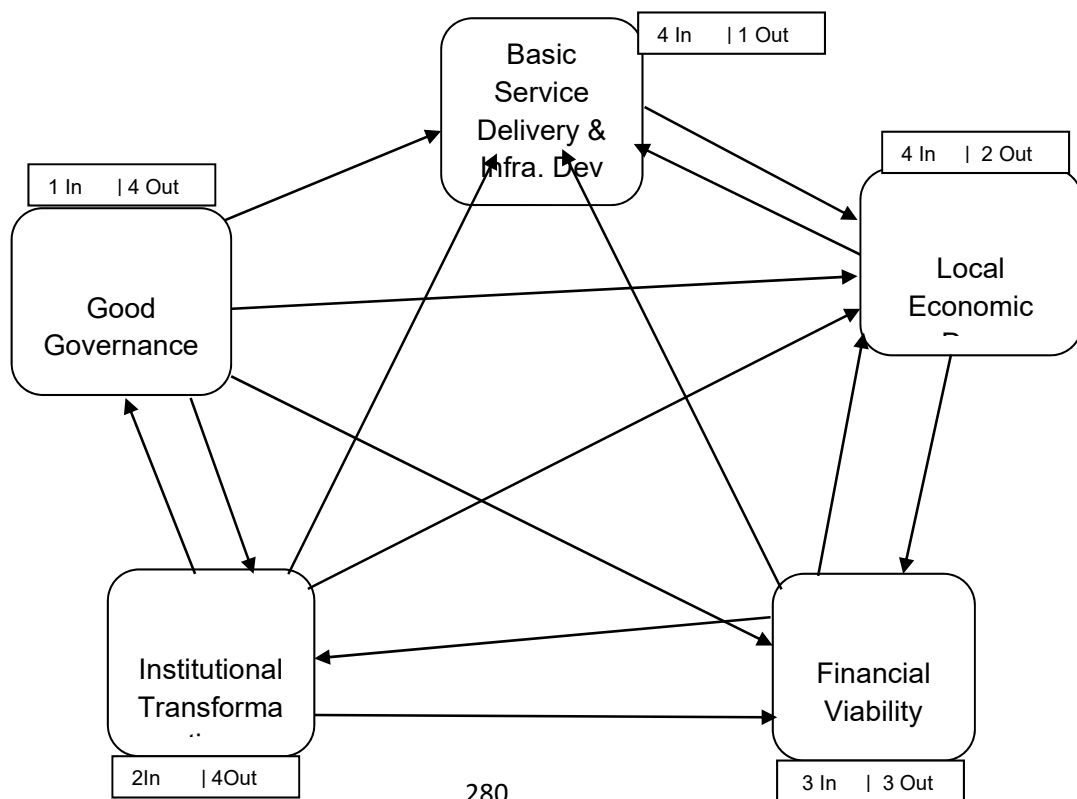 4 In | 1 Out
Basic
Service
Delivery &
Infra. Dev
4 In | 2 Out
1 In | 4 Out
Local
Economic
Good
Governance
Institutional
Transforma
Financial
Viability
2In | 4Out
3 In | 3 Out
280